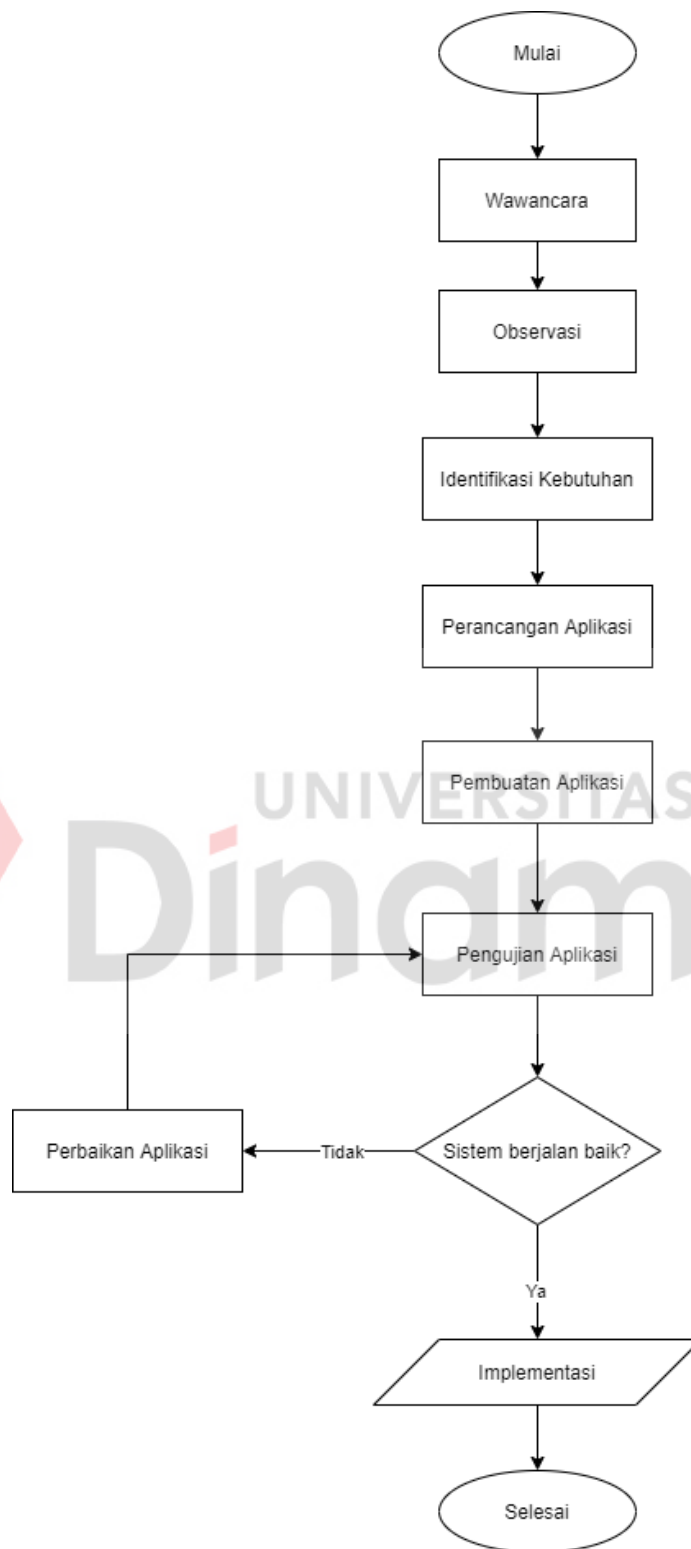 Mulai
Wawancara
Observasi
Identifikasi Kebutuhan
Perancangan Aplikasi
UNIVERSITAS
Pembuatan Aplikasi
Dinam
Pengujian Aplikasi
Perbaikan Aplikasi
Tidak
Sistem berjalan baik?
Ya
Implementasi
Selesai